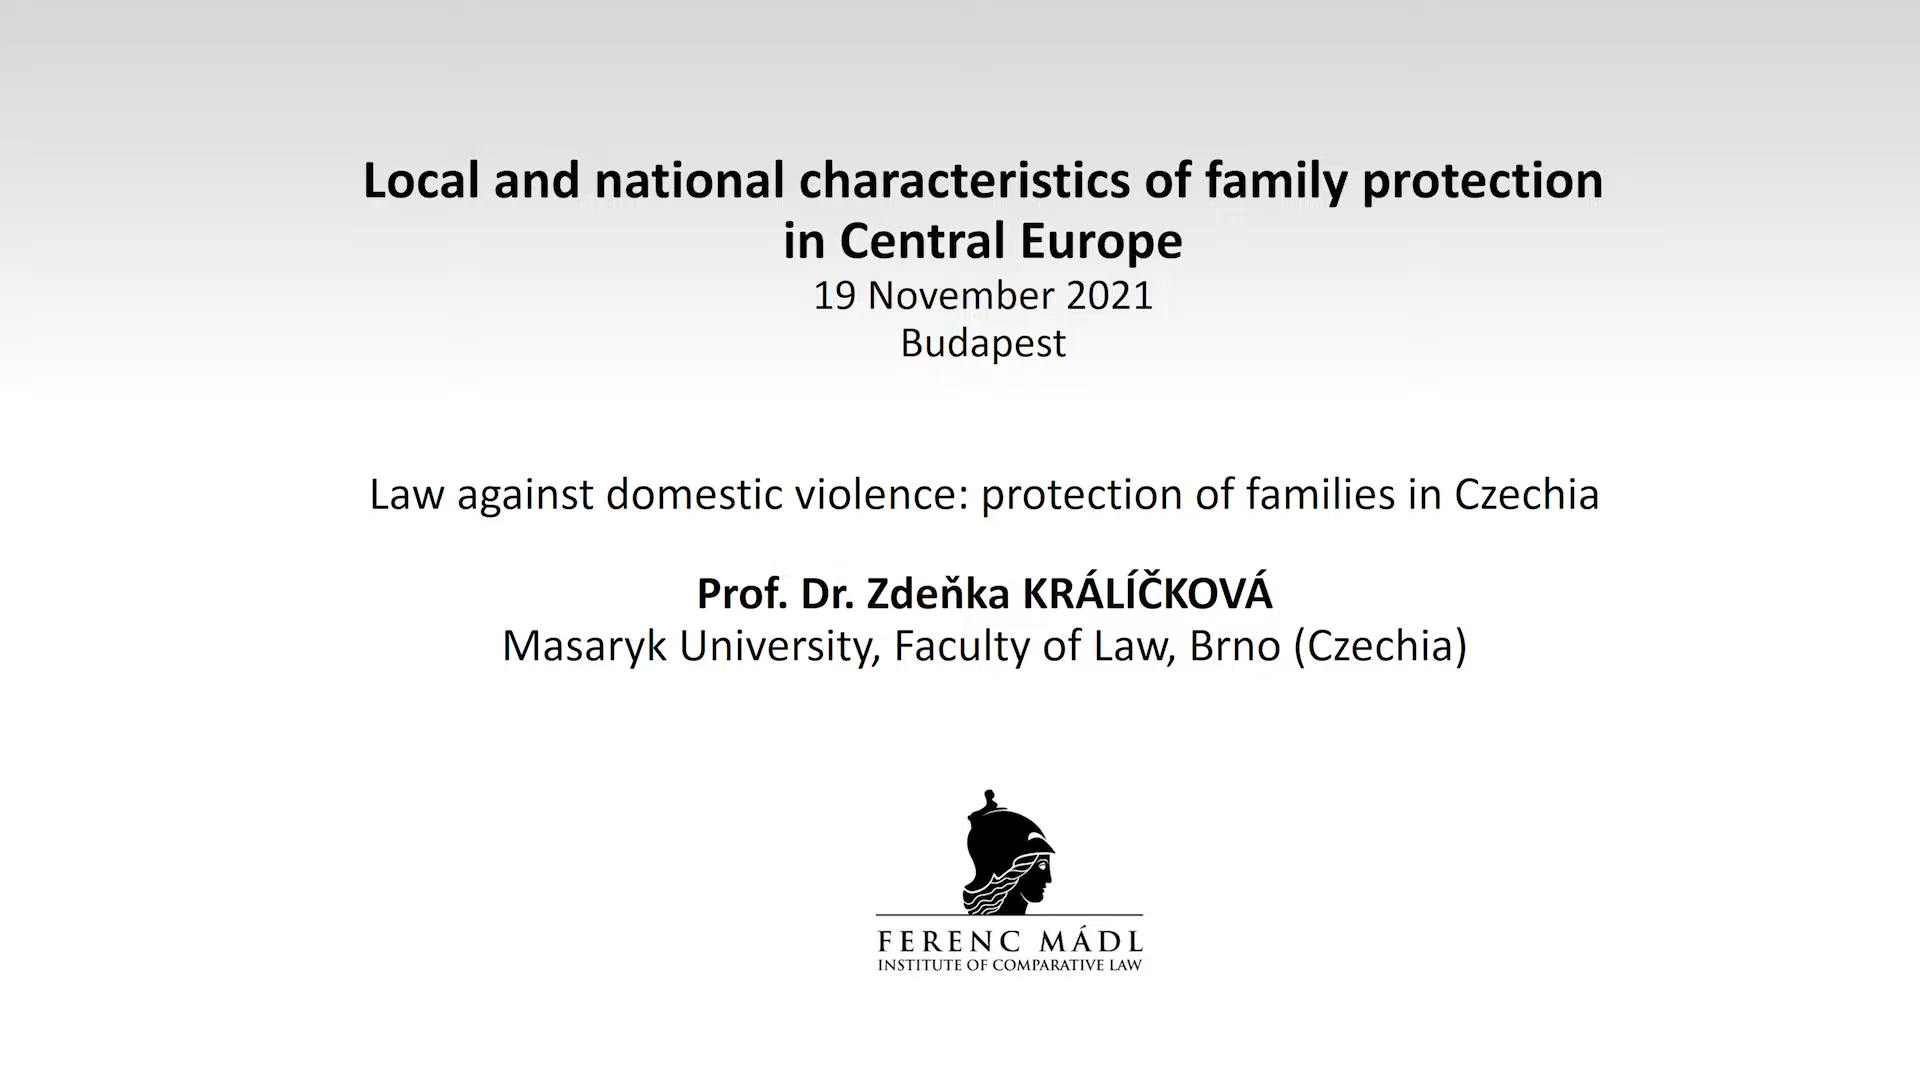 Local and national characteristics of family protection
in Central Europe
19 November 2021
Budapest
Law against domestic violence: protection of families in Czechia
Prof. Dr. Zdeňka KRÁLÍČKOVÁ
Masaryk University, Faculty of Law, Brno (Czechia)
FERENC MÁDL
INSTITUTE OF COMPARATIVE LAW